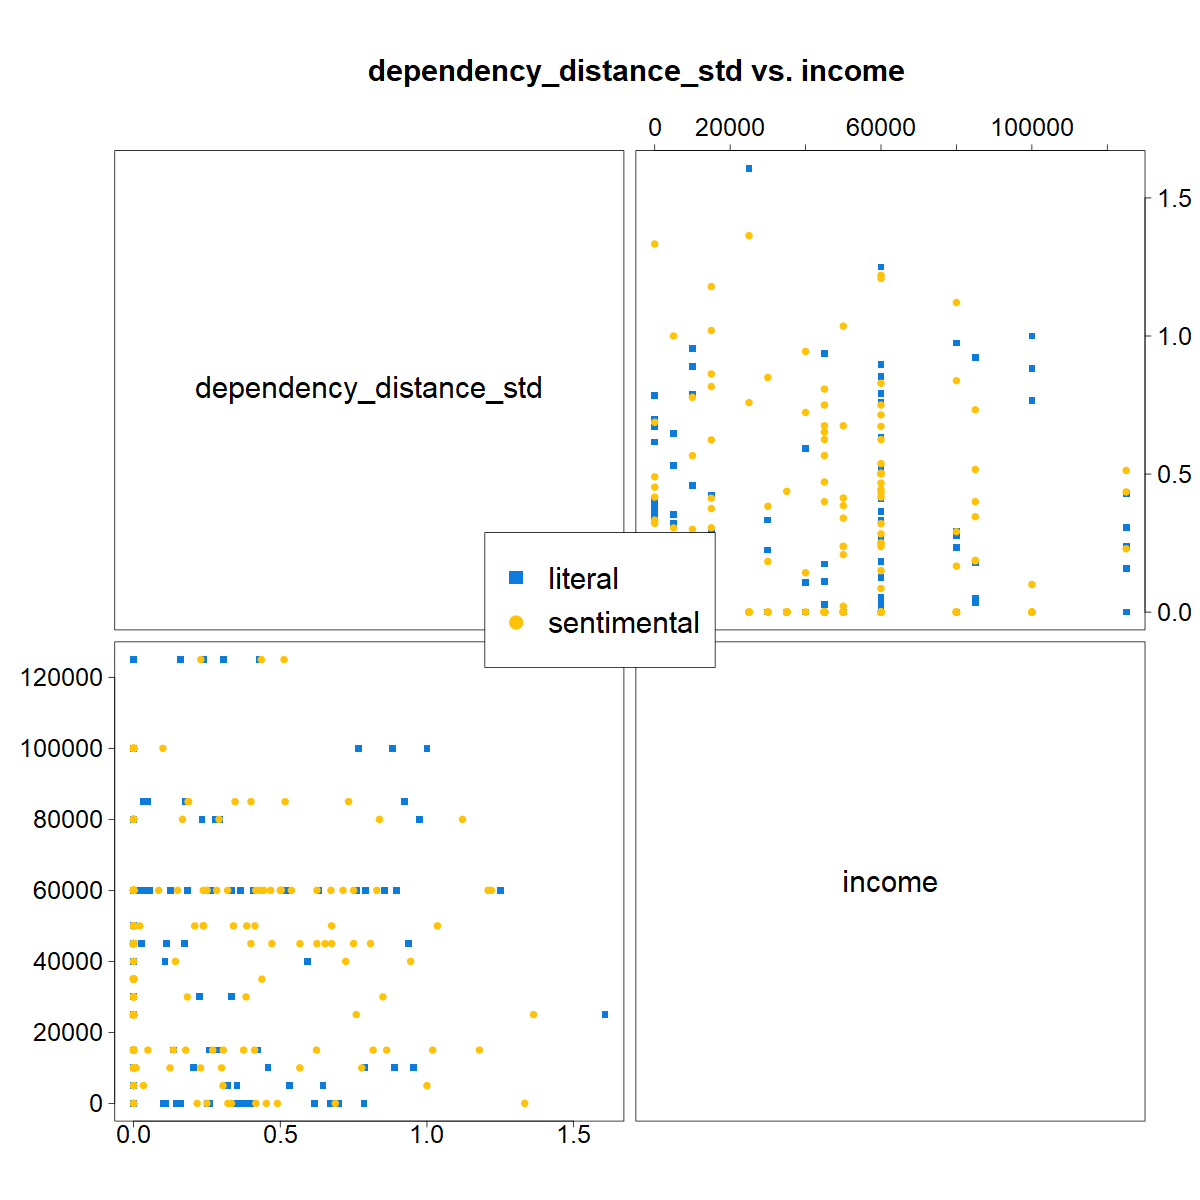 dependency_distance_std vs. income
0 20000 60000 100000
dependency_distance_std
1.5
1.0
0.5
0.0
literal
sentimental
120000
100000
80000
60000
40000
20000
0
income
0.0 0.5 1.0 1.5